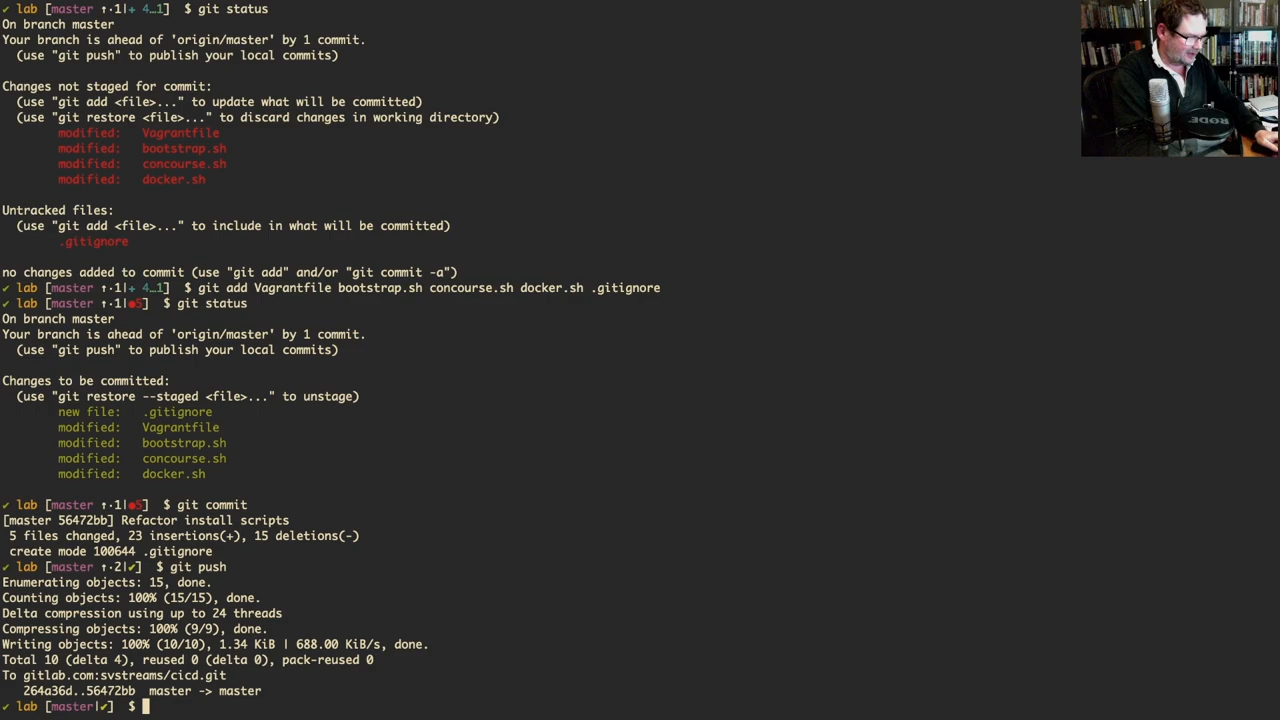 ✔ lab [master ↑·1|+ 4…1]  $ git status
On branch master
Your branch is ahead of 'origin/master' by 1 commit.
  (use "git push" to publish your local commits)
Changes not staged for commit:
  (use "git add <file>..." to update what will be committed)
  (use "git restore <file>..." to discard changes in working directory)
        modified:   Vagrantfile
        modified:   bootstrap.sh
        modified:   concourse.sh
        modified:   docker.sh
Untracked files:
  (use "git add <file>..." to include in what will be committed)
        .gitignore
no changes added to commit (use "git add" and/or "git commit -a")
✔ lab [master ↑·1|+ 4…1]  $ git add Vagrantfile bootstrap.sh concourse.sh docker.sh .gitignore
✔ lab [master ↑·1|●5]  $ git status
On branch master
Your branch is ahead of 'origin/master' by 1 commit.
  (use "git push" to publish your local commits)
Changes to be committed:
  (use "git restore --staged <file>..." to unstage)
        new file:   .gitignore
        modified:   Vagrantfile
        modified:   bootstrap.sh
        modified:   concourse.sh
        modified:   docker.sh
✔ lab [master ↑·1|●5]  $ git commit
[master 56472bb] Refactor install scripts
 5 files changed, 23 insertions(+), 15 deletions(-)
 create mode 100644 .gitignore
✔ lab [master ↑·2|✔]  $ git push
Enumerating objects: 15, done.
Counting objects: 100% (15/15), done.
Delta compression using up to 24 threads
Compressing objects: 100% (9/9), done.
Writing objects: 100% (10/10), 1.34 KiB | 688.00 KiB/s, done.
Total 10 (delta 4), reused 0 (delta 0), pack-reused 0
To gitlab.com:svstreams/cicd.git
   264a36d..56472bb  master -> master
✔ lab [master|✔]  $
RØDE